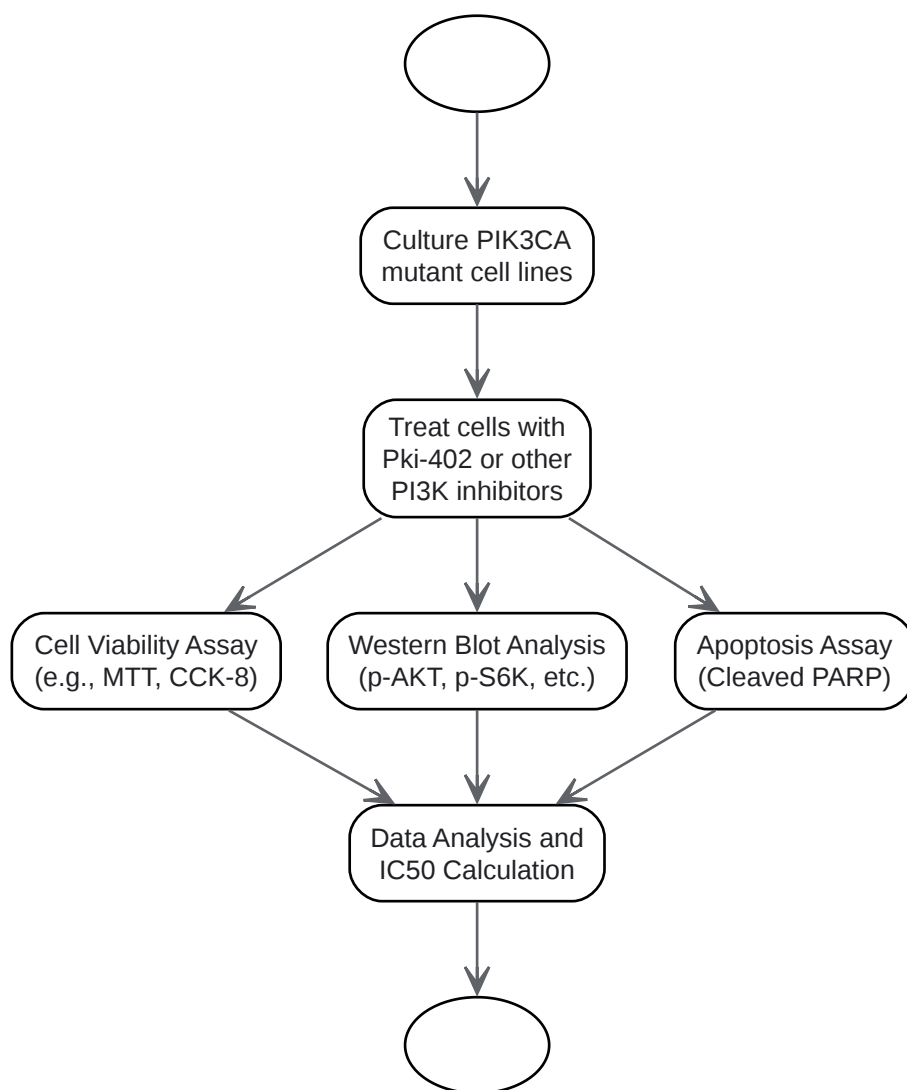 Culture PIK3CA
mutant cell lines
Treat cells with
Pki-402 or other
PI3K inhibitors
Cell Viability Assay
(e.g., MTT, CCK-8)
Western Blot Analysis
(p-AKT, p-S6K, etc.)
Apoptosis Assay
(Cleaved PARP)
Data Analysis and
IC50 Calculation